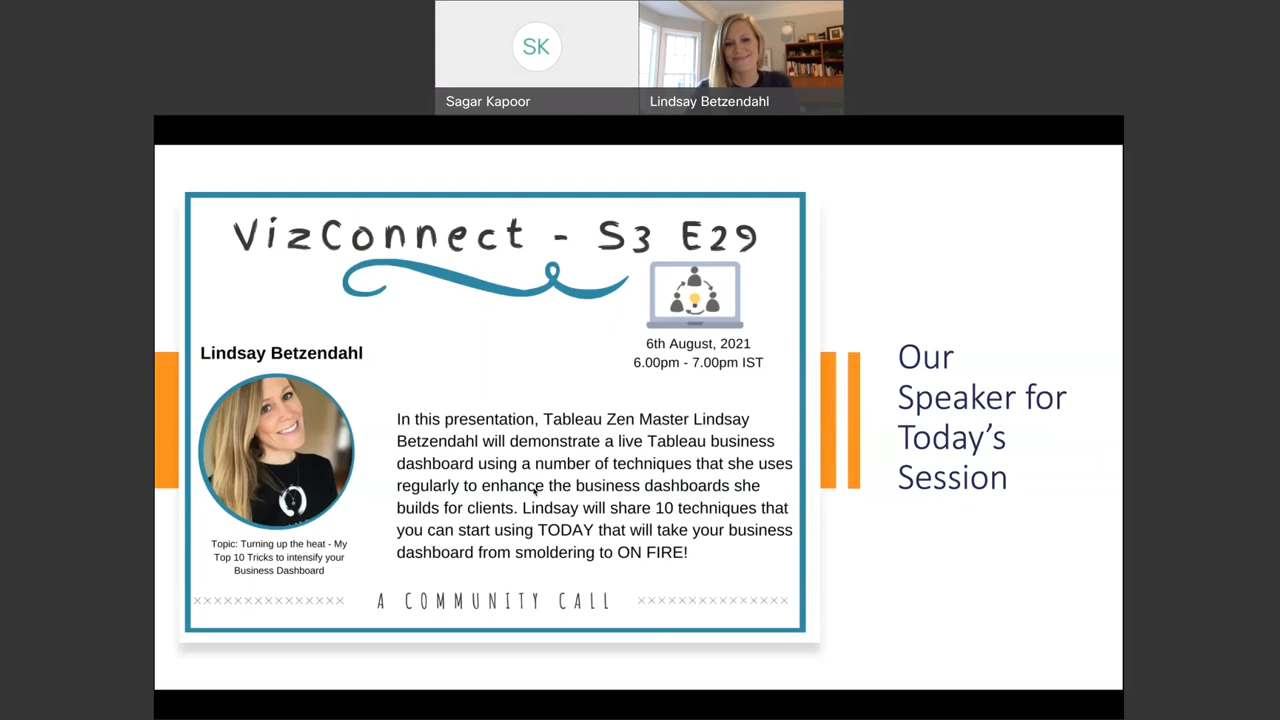 SK
Sagar Kapoor
Lindsay Betzendahl
VizConnect - S3 E29
6th August, 2021
6.00pm - 7.00pm IST
Lindsay Betzendahl
In this presentation, Tableau Zen Master Lindsay
Betzendahl will demonstrate a live Tableau business
dashboard using a number of techniques that she uses
regularly to enhance the business dashboards she
builds for clients. Lindsay will share 10 techniques that
you can start using TODAY that will take your business
dashboard from smoldering to ON FIRE!
Topic: Turning up the heat - My
Top 10 Tricks to intensify your
Business Dashboard
A COMMUNITY CALL
Our
Speaker for
Today's
Session